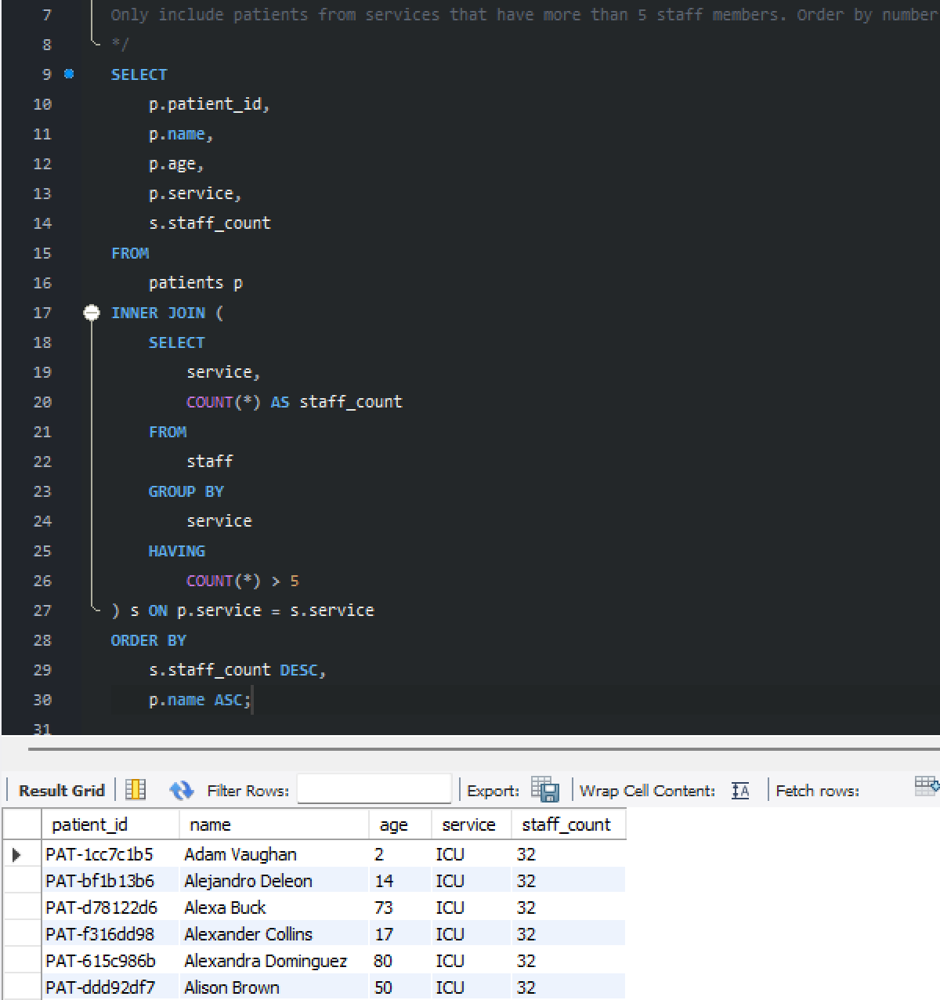 7 Only include patients from services that have more than 5 staff members. Order by number
8 */
9 SELECT
10 p.patient_id,
11 p.name,
12 p.age,
13 p.service,
14 s.staff_count
15 FROM
16 patients p
17 INNER JOIN (
18 SELECT
19 service,
20 COUNT(*) AS staff_count
21 FROM
22 staff
23 GROUP BY
24 service
25 HAVING
26 COUNT(*) > 5
27 ) s ON p.service = s.service
28 ORDER BY
29 s.staff_count DESC,
30 p.name ASC;
31
Result Grid Filter Rows: Export: Wrap Cell Content: IA Fetch rows:
patient_id name age service staff_count
PAT-1cc7c1b5 Adam Vaughan 2 ICU 32
PAT-bf1b13b6 Alejandro Deleon 14 ICU 32
PAT-d78122d6 Alexa Buck 73 ICU 32
PAT-f316dd98 Alexander Collins 17 ICU 32
PAT-615c986b Alexandra Dominguez 80 ICU 32
PAT-ddd92df7 Alison Brown 50 ICU 32